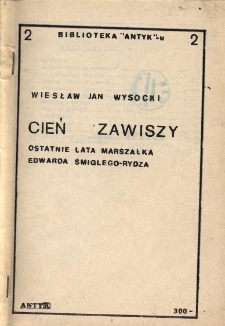 2 BIBLIOTEKA "ANTYK"-u 2
WIESŁAW JAN WYSOCKI
CIEŃ ZAWISZY
OSTATNIE LATA MARSZAŁKA
EDWARDA ŚMIGŁEGO-RYDZA
ANTYK 300-